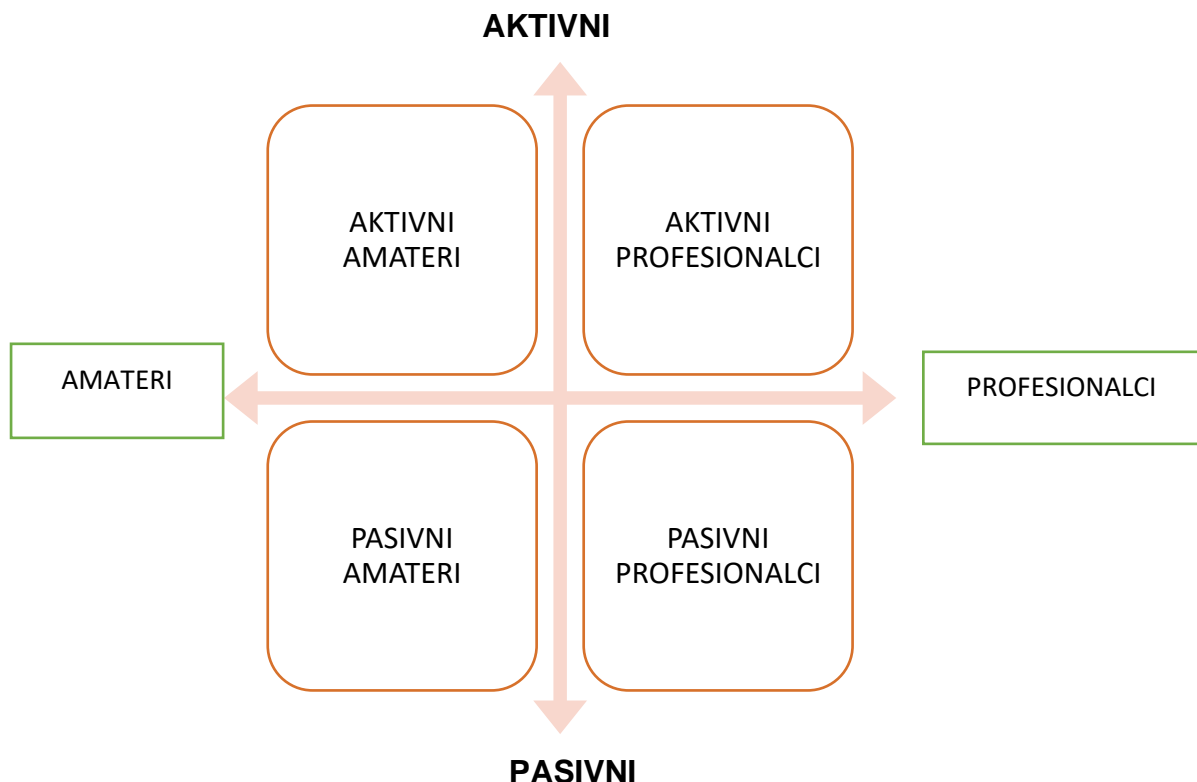 AKTIVNI
AKTIVNI
AMATERI
AKTIVNI
PROFESIONALCI
AMATERI
PROFESIONALCI
PASIVNI
AMATERI
PASIVNI
PROFESIONALCI
PASIVNI